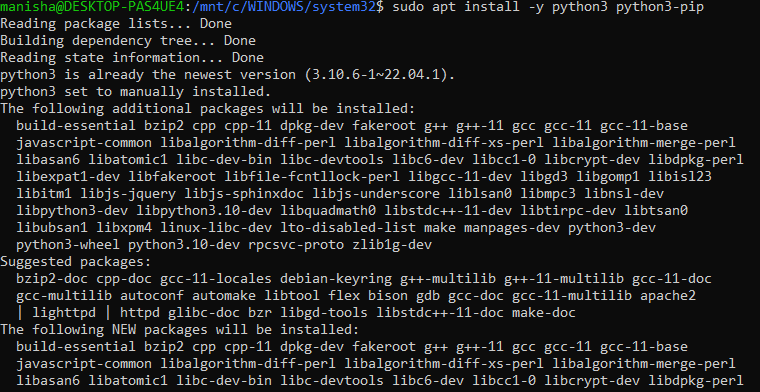 manisha@DESKTOP-PAS4UE4:/mnt/c/WINDOWS/system32$ sudo apt install -y python3 python3-pip
Reading package lists... Done
Building dependency tree... Done
Reading state information... Done
python3 is already the newest version (3.10.6-1~22.04.1).
python3 set to manually installed.
The following additional packages will be installed:
  build-essential bzip2 cpp cpp-11 dpkg-dev fakeroot g++ g++-11 gcc gcc-11 gcc-11-base
  javascript-common libalgorithm-diff-perl libalgorithm-diff-xs-perl libalgorithm-merge-perl
  libasan6 libatomic1 libc-dev-bin libc-devtools libc6-dev libcc1-0 libcrypt-dev libdpkg-perl
  libexpat1-dev libfakeroot libfile-fcntllock-perl libgcc-11-dev libgd3 libgomp1 libisl23
  libitm1 libjs-jquery libjs-sphinxdoc libjs-underscore liblsan0 libmpc3 libnsl-dev
  libpython3-dev libpython3.10-dev libquadmath0 libstdc++-11-dev libtirpc-dev libtsan0
  libubsan1 libxpm4 linux-libc-dev lto-disabled-list make manpages-dev python3-dev
  python3-wheel python3.10-dev rpcsvc-proto zlib1g-dev
Suggested packages:
  bzip2-doc cpp-doc gcc-11-locales debian-keyring g++-multilib g++-11-multilib gcc-11-doc
  gcc-multilib autoconf automake libtool flex bison gdb gcc-doc gcc-11-multilib apache2
  | lighttpd | httpd glibc-doc bzr libgd-tools libstdc++-11-doc make-doc
The following NEW packages will be installed:
  build-essential bzip2 cpp cpp-11 dpkg-dev fakeroot g++ g++-11 gcc gcc-11 gcc-11-base
  javascript-common libalgorithm-diff-perl libalgorithm-diff-xs-perl libalgorithm-merge-perl
  libasan6 libatomic1 libc-dev-bin libc-devtools libc6-dev libcc1-0 libcrypt-dev libdpkg-perl